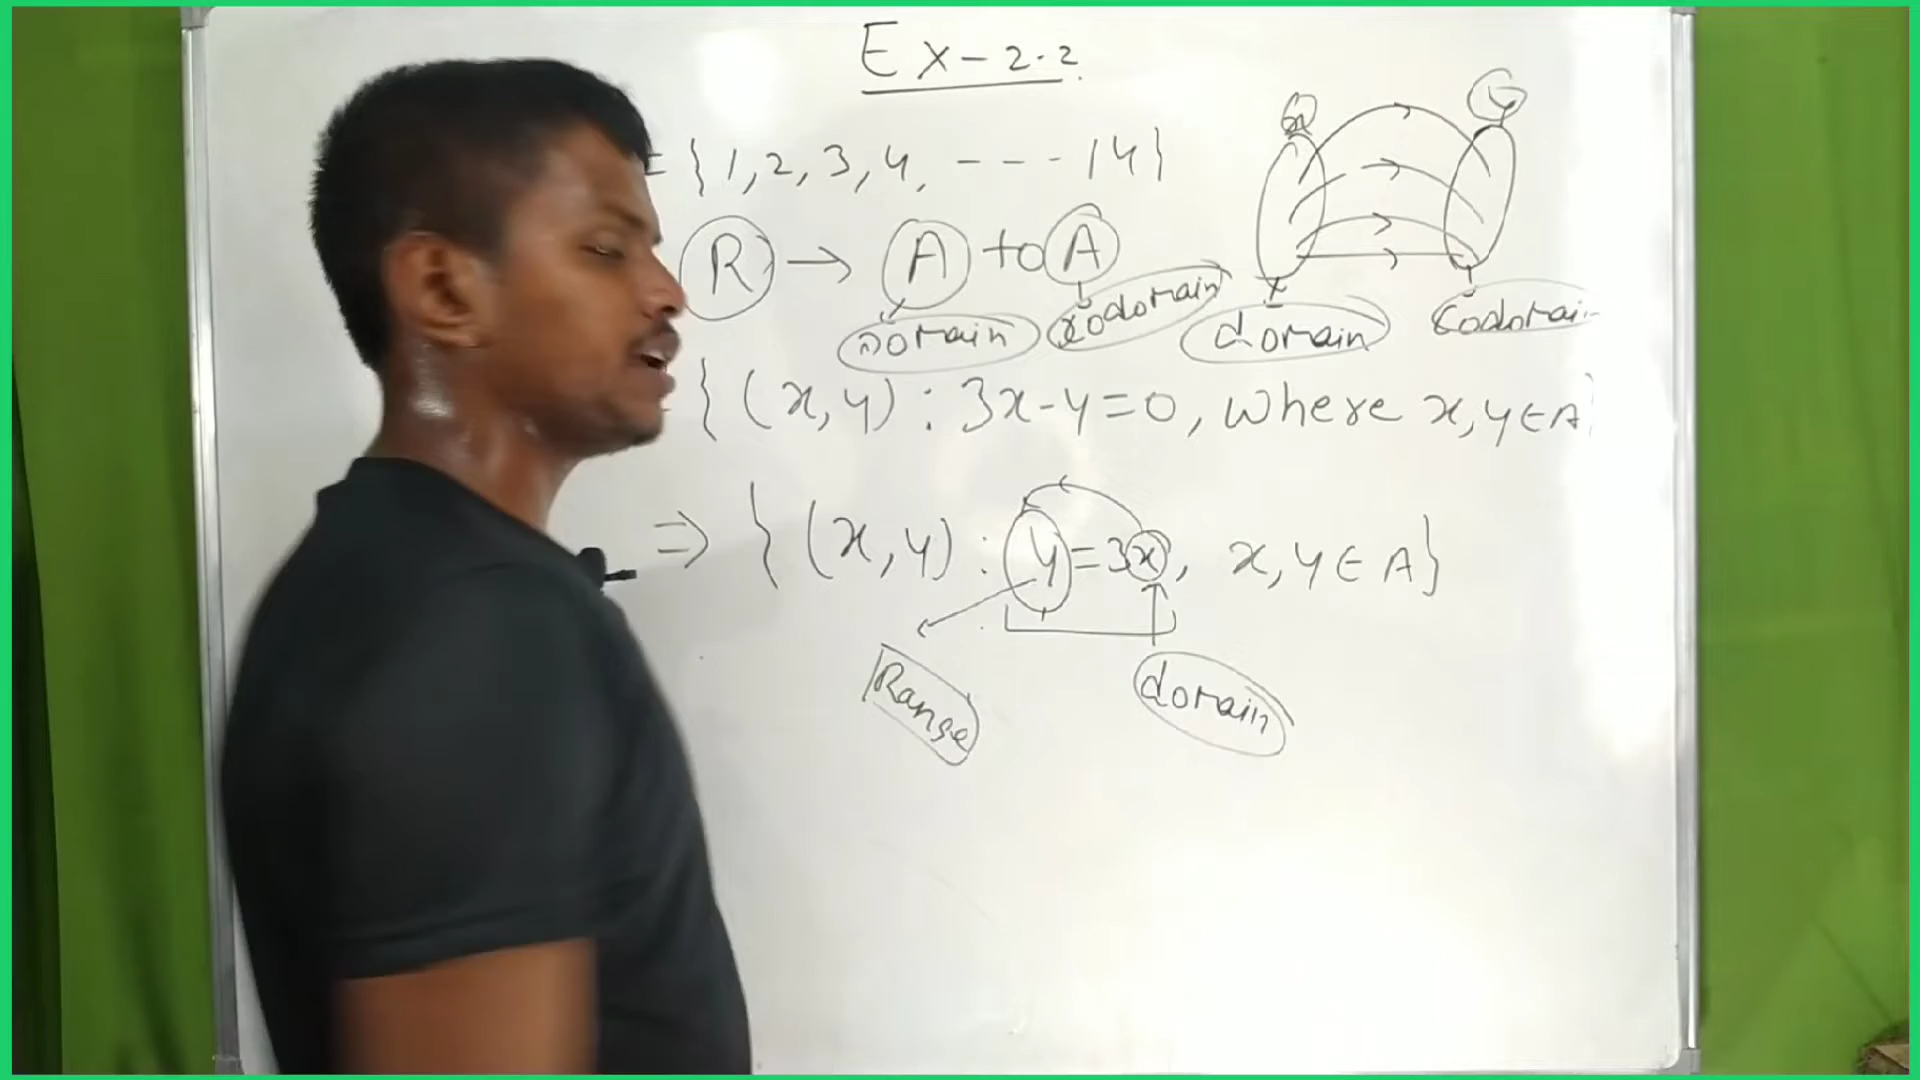 Ex-2.2
= {1,2,3,4, ---- 14}
R → A to A
Domain codomain
domain codomain
{(x,y) : 3x-y=0, where x,y∈A}
⇒ {(x,y) : y=3x, x,y∈A}
Range domain